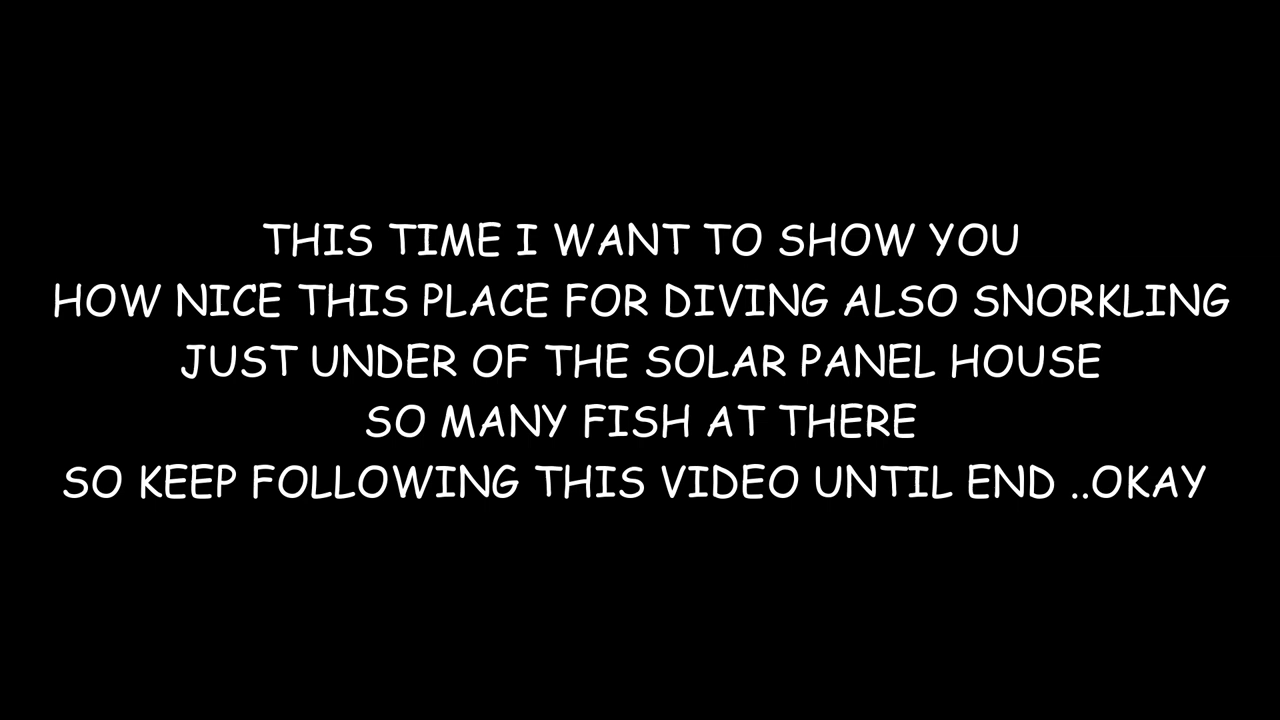 THIS TIME I WANT TO SHOW YOU
HOW NICE THIS PLACE FOR DIVING ALSO SNORKLING
JUST UNDER OF THE SOLAR PANEL HOUSE
SO MANY FISH AT THERE
SO KEEP FOLLOWING THIS VIDEO UNTIL END ..OKAY